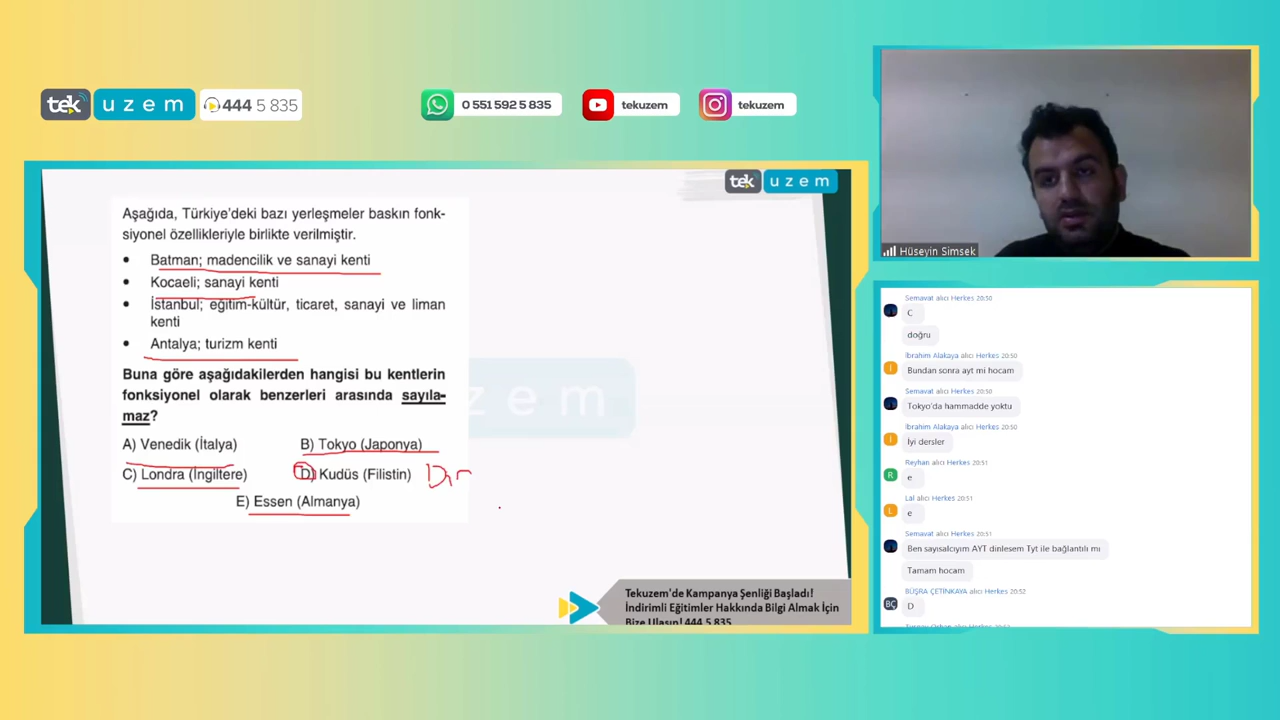 tek uzem 444 5 835
0 551 592 5 835
tekuzem
tekuzem
tek uzem
Aşağıda, Türkiye'deki bazı yerleşmeler baskın fonk-
siyonel özellikleriyle birlikte verilmiştir.
• Batman; madencilik ve sanayi kenti
• Kocaeli; sanayi kenti
• İstanbul; eğitim-kültür, ticaret, sanayi ve liman
kenti
• Antalya; turizm kenti
Buna göre aşağıdakilerden hangisi bu kentlerin
fonksiyonel olarak benzerleri arasında sayıla-
maz?
A) Venedik (İtalya) B) Tokyo (Japonya)
C) Londra (İngiltere) D) Kudüs (Filistin)
E) Essen (Almanya)
zem
Tekuzem'de Kampanya Şenliği Başladı!
İndirimli Eğitimler Hakkında Bilgi Almak İçin
Bize Ulaşın! 444 5 835
Hüseyin Simsek
Semavat alıcı Herkes 20:50
C
doğru
İbrahim Alakaya alıcı Herkes 20:50
Bundan sonra ayt mi hocam
Semavat alıcı Herkes 20:50
Tokyo'da hammadde yoktu
İbrahim Alakaya alıcı Herkes 20:50
İyi dersler
Reyhan alıcı Herkes 20:51
R
e
Lal alıcı Herkes 20:51
L
e
Semavat alıcı Herkes 20:51
Ben sayısalcıyım AYT dinlesem Tyt ile bağlantılı mı
Tamam hocam
BÜŞRA ÇETİNKAYA alıcı Herkes 20:52
BÇ
D